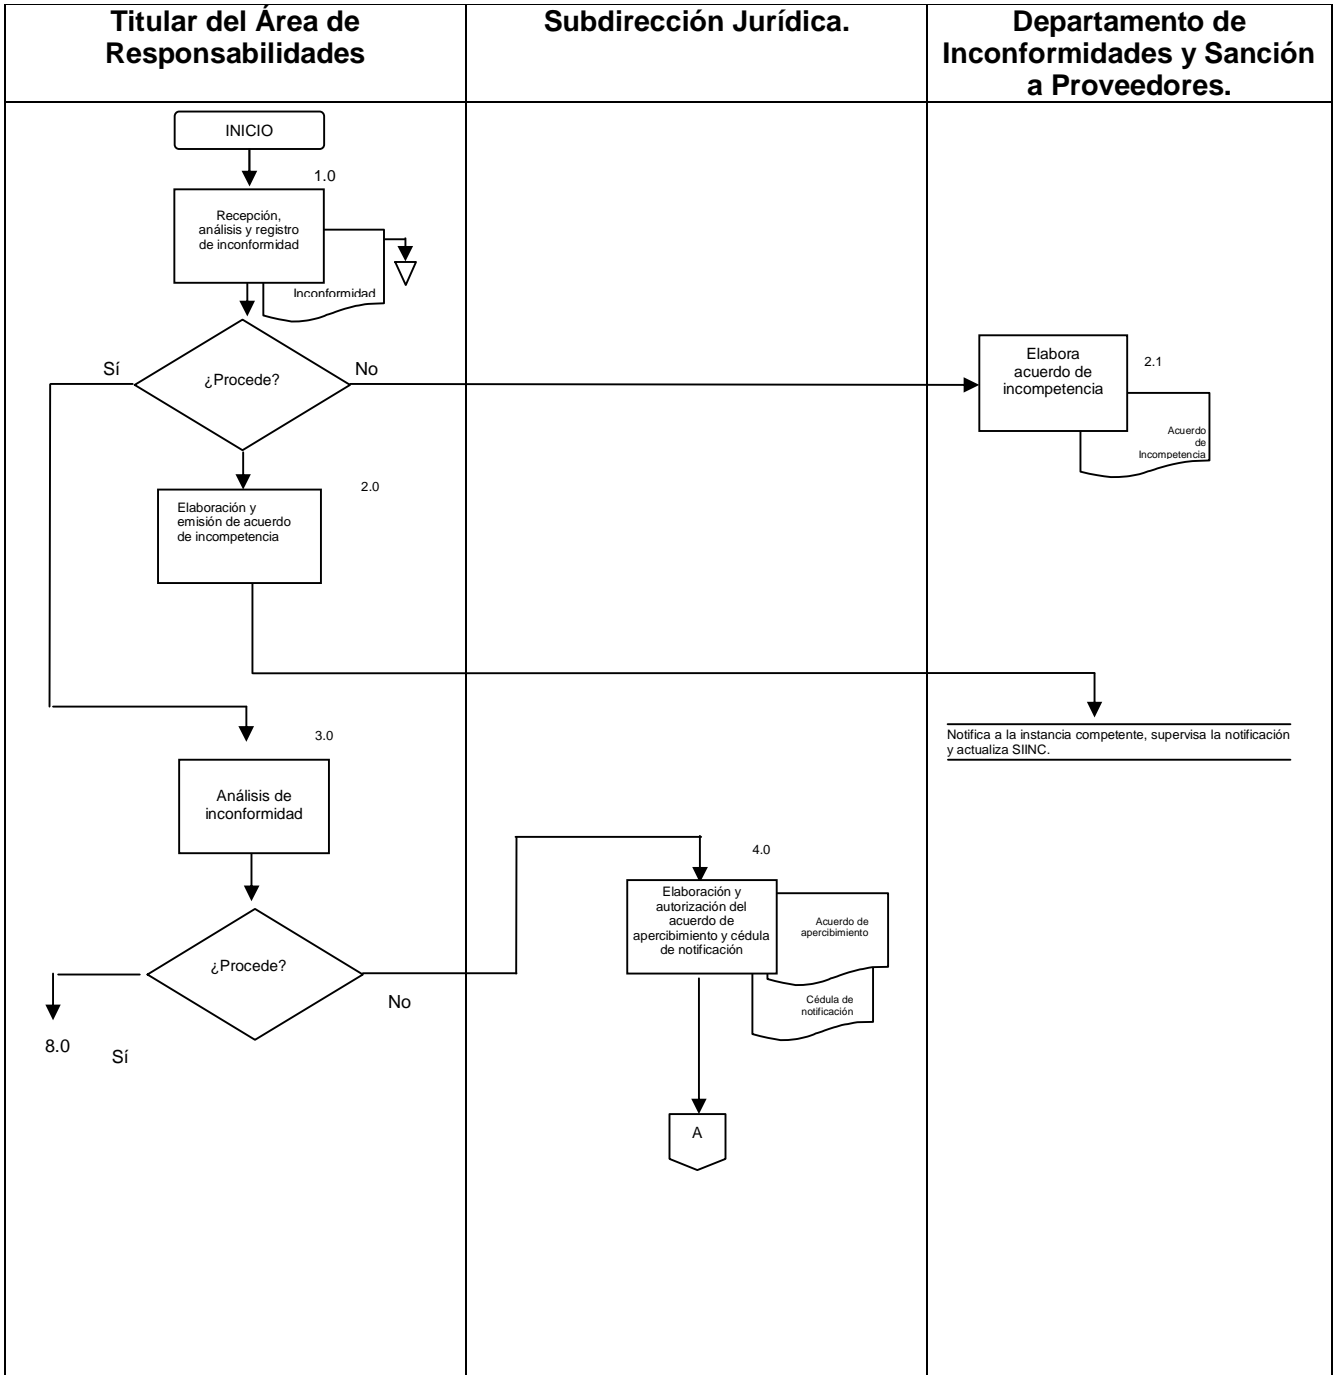 Titular del Área de
Responsabilidades
Subdirección Jurídica.
Departamento de
Inconformidades y Sanción
a Proveedores.
INICIO
1.0
Recepción,
análisis y registro
de inconformidad
Inconformidad
¿Procede?
Sí
No
Elabora
acuerdo de
incompetencia
2.1
Acuerdo
de
Incompetencia
2.0
Elaboración y
emisión de acuerdo
de incompetencia
Notifica a la instancia competente, supervisa la notificación
y actualiza SIINC.
3.0
Análisis de
inconformidad
¿Procede?
No
8.0
Sí
4.0
Elaboración y
autorización del
acuerdo de
apercibimiento y cédula
de notificación
Acuerdo de
apercibimiento
Cédula de
notificación
A